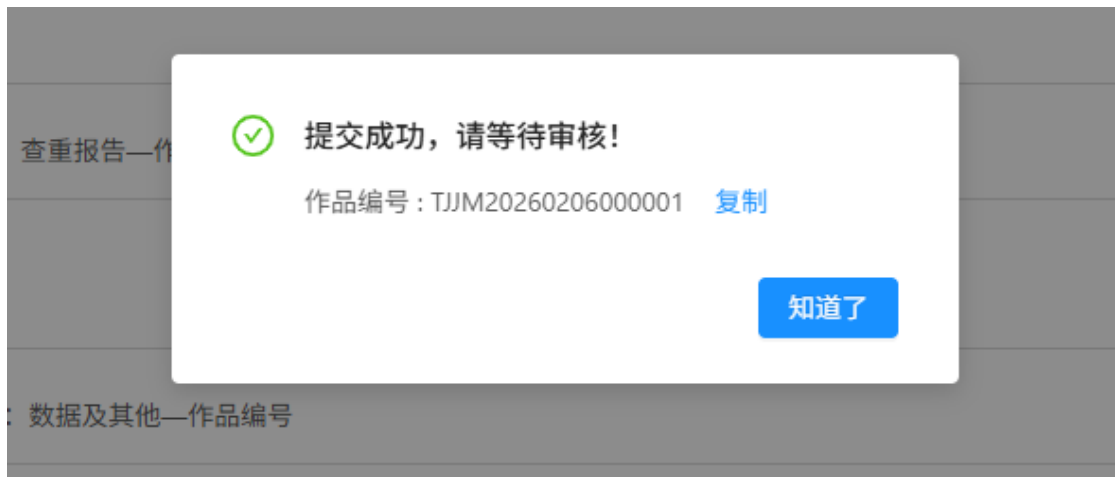 提交成功，请等待审核！
查重报告—作
作品编号 : TJJM20260206000001 复制
知道了
： 数据及其他—作品编号